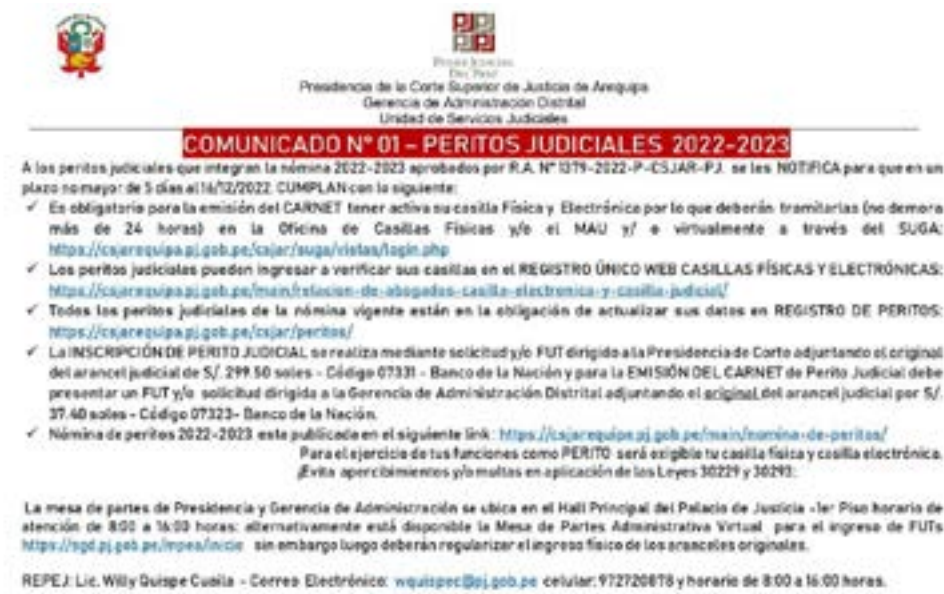 PODER JUDICIAL
DEL PERÚ
Presidencia de la Corte Superior de Justicia de Arequipa
Gerencia de Administración Distrital
Unidad de Servicios Judiciales
COMUNICADO N° 01 – PERITOS JUDICIALES 2022-2023
A los peritos judiciales que integran la nómina 2022-2023 aprobados por R.A. N° 1379-2022-P-CSJAR-PJ. se les NOTIFICA para que en un
plazo no mayor de 5 días al 16/12/2022. CUMPLAN con lo siguiente:
✓ Es obligatorio para la emisión del CARNET tener activa su casilla Física y Electrónica por lo que deberán tramitarlas (no demora
más de 24 horas) en la Oficina de Casillas Físicas y/o el MAU y/ o virtualmente a través del SUGA:
https://csjarequipa.pj.gob.pe/csjar/suga/vistas/login.php
✓ Los peritos judiciales pueden ingresar a verificar sus casillas en el REGISTRO ÚNICO WEB CASILLAS FÍSICAS Y ELECTRÓNICAS:
https://csjarequipa.pj.gob.pe/main/relacion-de-abogados-casilla-electronica-y-casilla-judicial/
✓ Todos los peritos judiciales de la nómina vigente están en la obligación de actualizar sus datos en REGISTRO DE PERITOS:
https://csjarequipa.pj.gob.pe/csjar/peritos/
✓ La INSCRIPCIÓN DE PERITO JUDICIAL se realiza mediante solicitud y/o FUT dirigido a la Presidencia de Corte adjuntando el original
del arancel judicial de S/. 299.50 soles - Código 07331 - Banco de la Nación y para la EMISIÓN DEL CARNET de Perito Judicial debe
presentar un FUT y/o solicitud dirigida a la Gerencia de Administración Distrital adjuntando el original del arancel judicial por S/.
37.40 soles - Código 07323- Banco de la Nación.
✓ Nómina de peritos 2022-2023 esta publicada en el siguiente link: https://csjarequipa.pj.gob.pe/main/nomina-de-peritos/
Para el ejercicio de tus funciones como PERITO será exigible tu casilla física y casilla electrónica.
¡Evita apercibimientos y/o multas en aplicación de las Leyes 30229 y 30293:
La mesa de partes de Presidencia y Gerencia de Administración se ubica en el Hall Principal del Palacio de Justicia -1er Piso horario de
atención de 8:00 a 16:00 horas: alternativamente está disponible la Mesa de Partes Administrativa Virtual para el ingreso de FUTs
https://sgd.pj.gob.pe/mpea/inicio sin embargo luego deberán regularizar el ingreso físico de los aranceles originales.
REPEJ: Lic. Willy Quispe Cuaila - Correo Electrónico: wquispec@pj.gob.pe celular: 972720878 y horario de 8:00 a 16:00 horas.